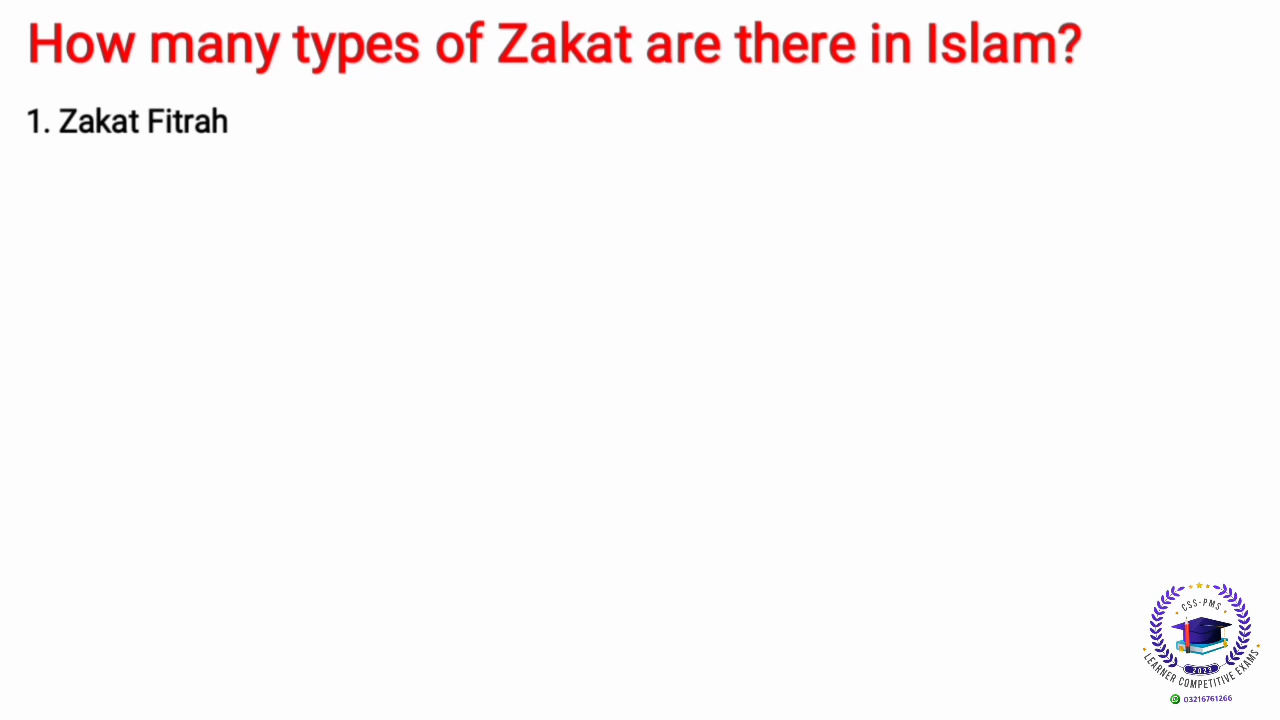 How many types of Zakat are there in Islam?
1. Zakat Fitrah
CSS-PMS
LEARNER COMPETITIVE EXAMS
2022
03216761266